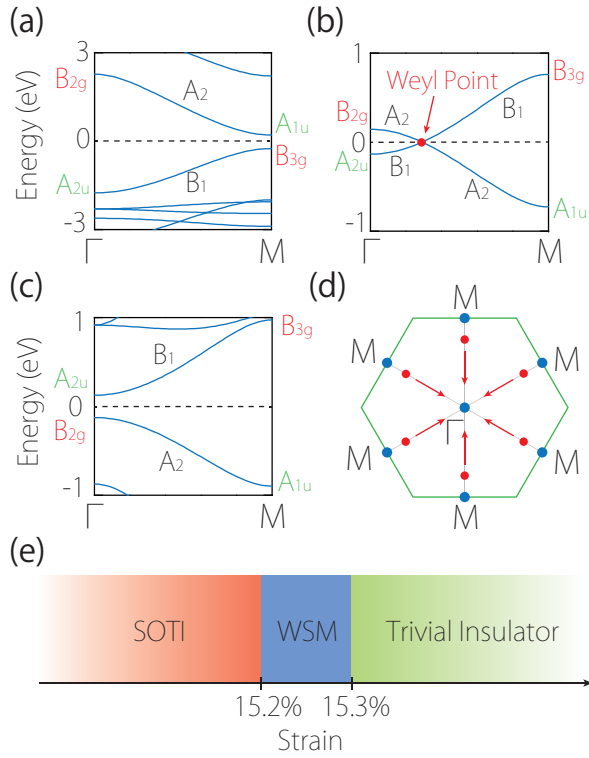 (a)
3
B2g
A2
A1u
Energy (eV)
0
B3g
A2u
B1
-3
Γ
M
(b)
1
Weyl Point
B3g
B2g
A2
B1
0
A2u
B1
A2
A1u
-1
Γ
M
(c)
1
B3g
B1
Energy (eV)
A2u
0
B2g
A2
A1u
-1
Γ
M
(d)
M
M
M
Γ
M
M
M
(e)
SOTI
WSM
Trivial Insulator
15.2%
15.3%
Strain